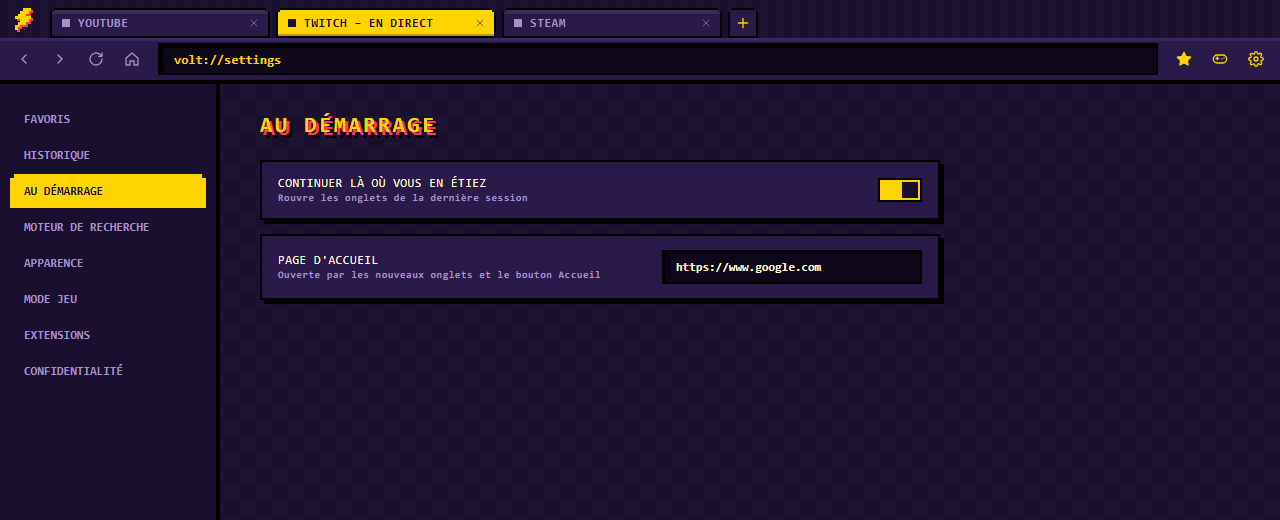 YOUTUBE
TWITCH – EN DIRECT
STEAM
volt://settings
FAVORIS
HISTORIQUE
AU DÉMARRAGE
MOTEUR DE RECHERCHE
APPARENCE
MODE JEU
EXTENSIONS
CONFIDENTIALITÉ
AU DÉMARRAGE
CONTINUER LÀ OÙ VOUS EN ÉTIEZ
Rouvre les onglets de la dernière session
PAGE D'ACCUEIL
Ouverte par les nouveaux onglets et le bouton Accueil
https://www.google.com